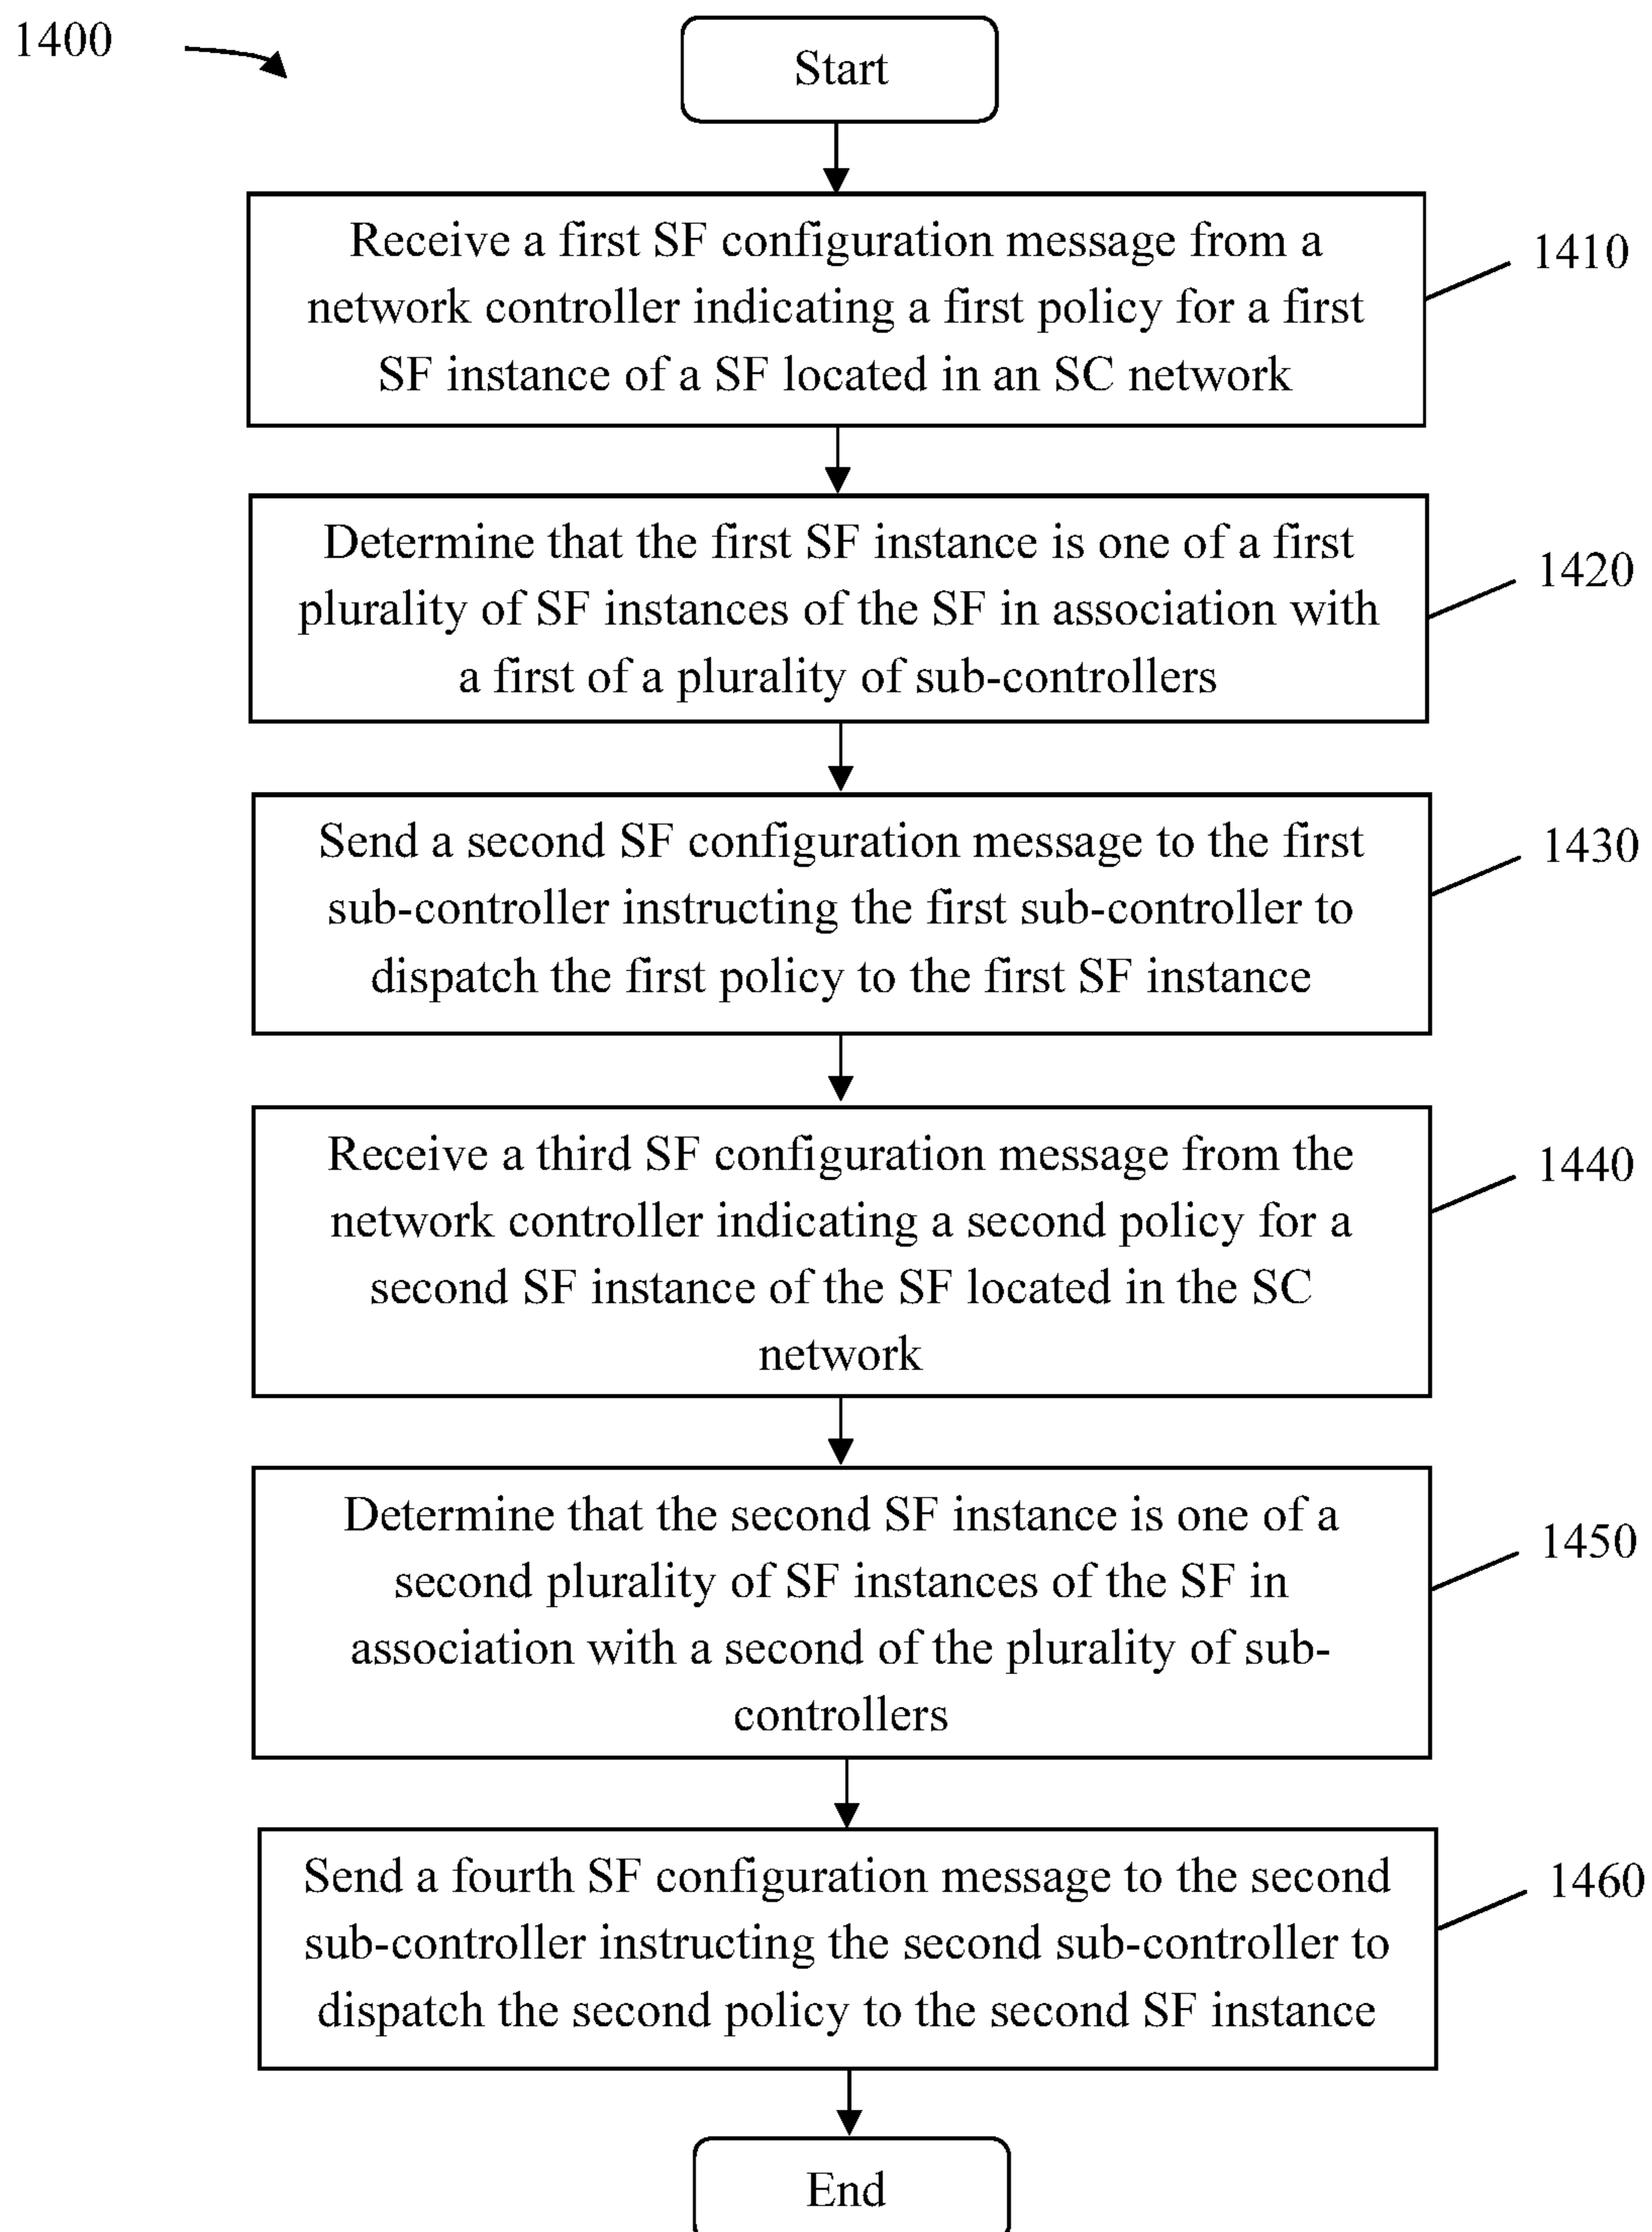 1400
Start
Receive a first SF configuration message from a
network controller indicating a first policy for a first
SF instance of a SF located in an SC network
1410
Determine that the first SF instance is one of a first
plurality of SF instances of the SF in association with
a first of a plurality of sub-controllers
1420
Send a second SF configuration message to the first
sub-controller instructing the first sub-controller to
dispatch the first policy to the first SF instance
1430
Receive a third SF configuration message from the
network controller indicating a second policy for a
second SF instance of the SF located in the SC
network
1440
Determine that the second SF instance is one of a
second plurality of SF instances of the SF in
association with a second of the plurality of sub-
controllers
1450
Send a fourth SF configuration message to the second
sub-controller instructing the second sub-controller to
dispatch the second policy to the second SF instance
1460
End